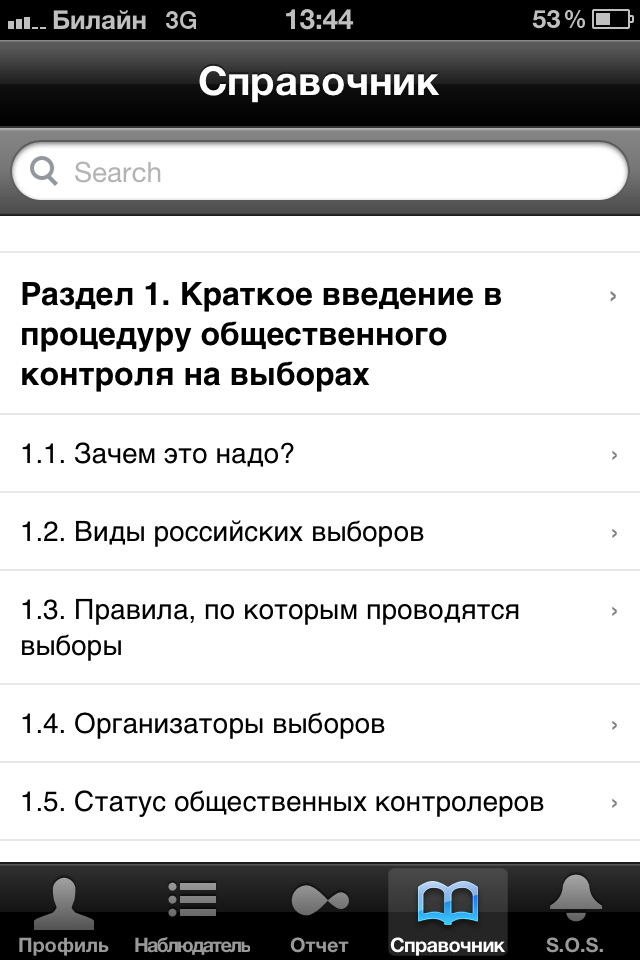 Билайн 3G 13:44 53 %
Справочник
Search
Раздел 1. Краткое введение в
процедуру общественного
контроля на выборах
1.1. Зачем это надо?
1.2. Виды российских выборов
1.3. Правила, по которым проводятся
выборы
1.4. Организаторы выборов
1.5. Статус общественных контролеров
Профиль Наблюдатель Отчет Справочник S.O.S.